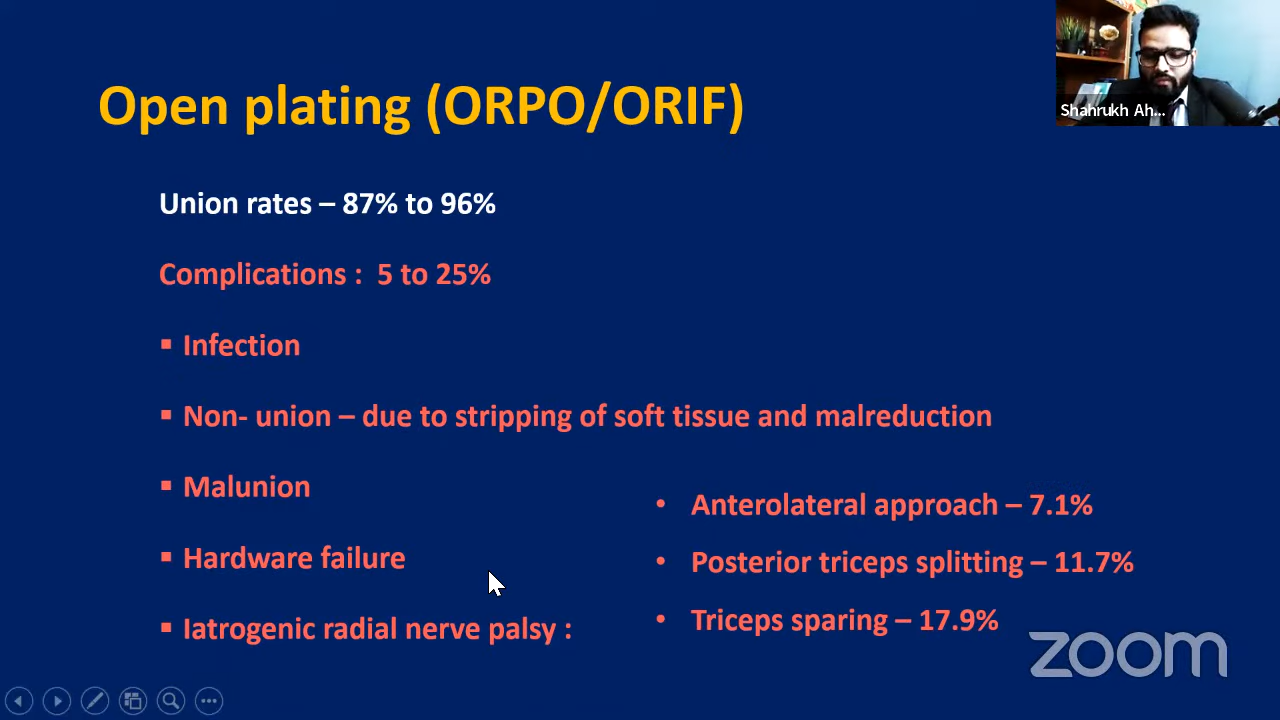 Open plating (ORPO/ORIF)
Shahrukh Ah...
Union rates – 87% to 96%
Complications : 5 to 25%
▪ Infection
▪ Non- union – due to stripping of soft tissue and malreduction
▪ Malunion
▪ Hardware failure
▪ Iatrogenic radial nerve palsy :
• Anterolateral approach – 7.1%
• Posterior triceps splitting – 11.7%
• Triceps sparing – 17.9%
zoom